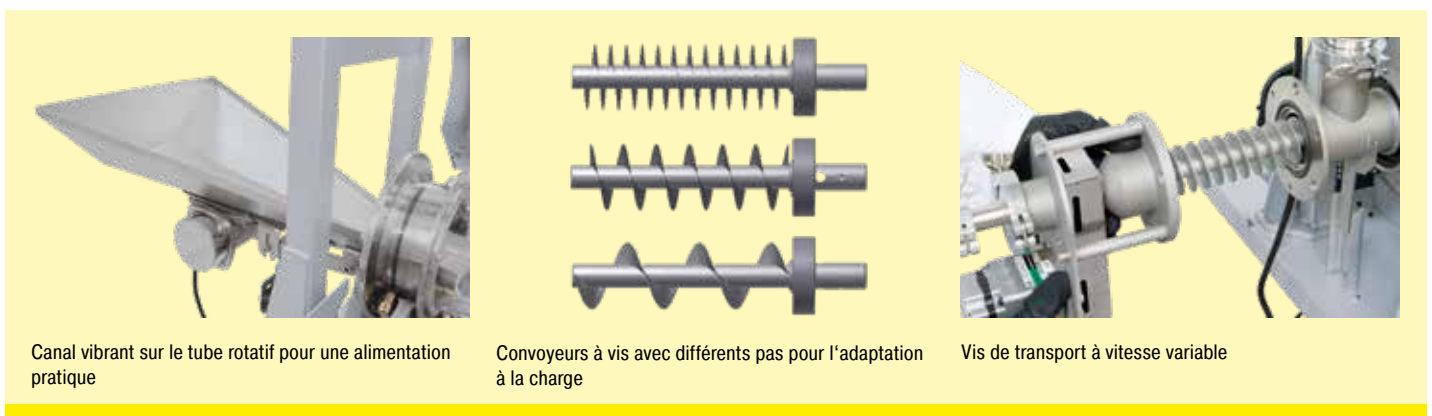 Canal vibrant sur le tube rotatif pour une alimentation
pratique
Convoyeurs à vis avec différents pas pour l‘adaptation
à la charge
Vis de transport à vitesse variable